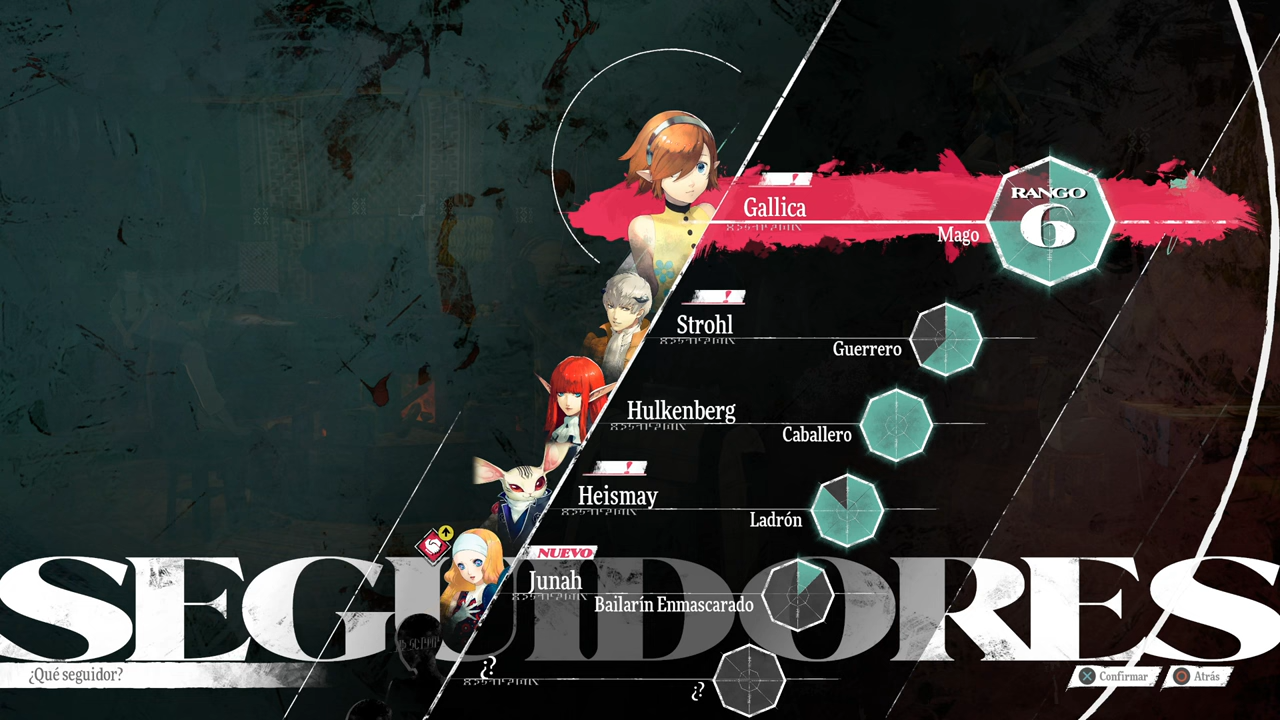 RANGO
6
!
Gallica
Mago
!
Strohl
Guerrero
Hulkenberg
Caballero
!
Heismay
Ladrón
NUEVO
Junah
Bailarín Enmascarado
SEGUIDORES
¿?
¿?
¿Qué seguidor?
Confirmar
Atrás